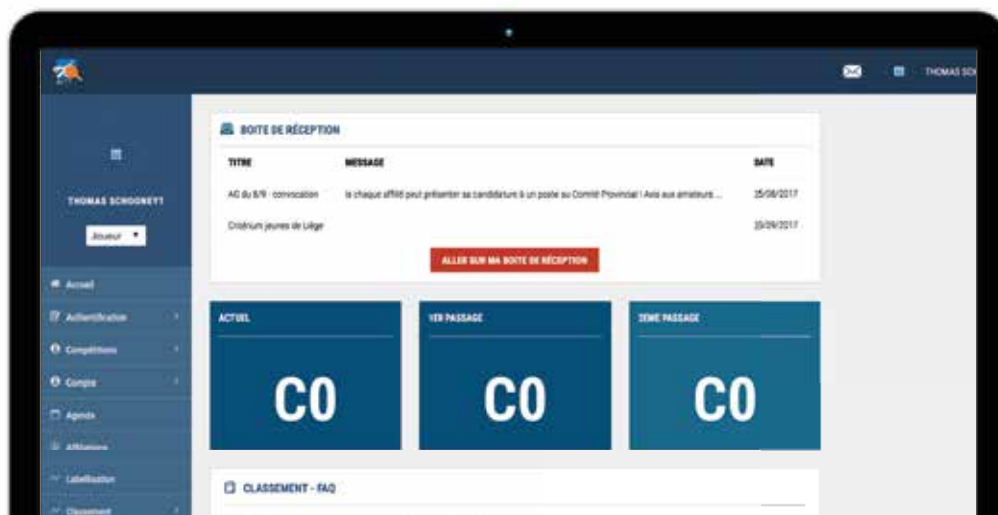 THOMAS SCH
THOMAS SCHOONEYT
Joueur
Accueil
Authentification
Compétitions
Compte
Agenda
Affiliations
Labellisation
Classement
BOITE DE RÉCEPTION
TITRE MESSAGE DATE
AG du 8/9 - convocation le chaque affilié peut présenter sa candidature à un poste au Comité Provincial ! Avis aux amateurs ... 25/08/2017
Critérium jeunes de Liège 20/09/2017
ALLER SUR MA BOITE DE RÉCEPTION
ACTUEL 1ER PASSAGE 2EME PASSAGE
C0 C0 C0
CLASSEMENT - FAQ